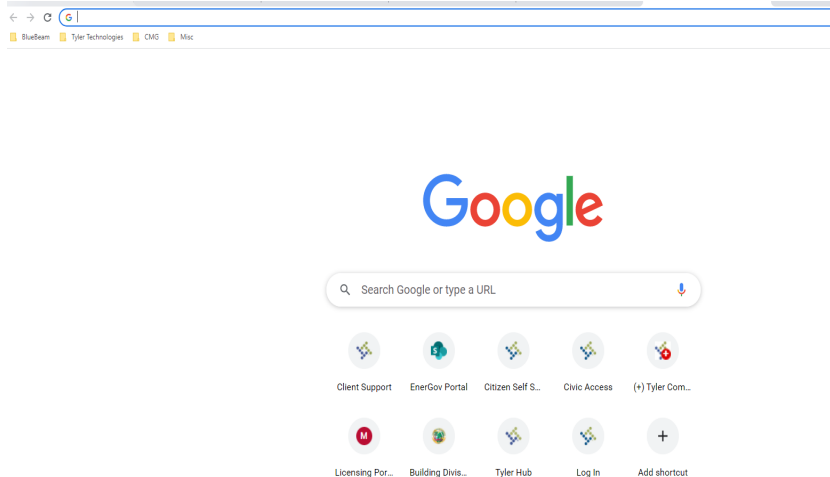 G
BlueBeam Tyler Technologies CMG Misc
Google
Search Google or type a URL
S
Client Support EnerGov Portal Citizen Self S... Civic Access (+) Tyler Com...
M
Licensing Por... Building Divis... Tyler Hub Log In Add shortcut